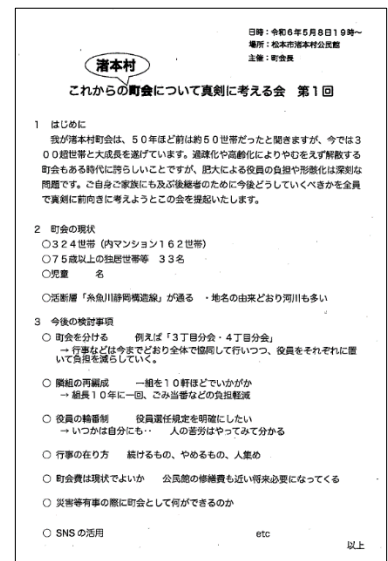 日時：令和６年５月８日１９時～
場所：松本市渚本村公民館
主催：町会長
渚本村
これからの町会について真剣に考える会　第１回
１　はじめに
我が渚本村町会は、５０年ほど前は約５０世帯だったと聞きますが、今では３
００超世帯と大成長を遂げています。過疎化や高齢化によりやむをえず解散する
町会もある時代に誇らしいことですが、肥大による役員の負担や形骸化は深刻な
問題です。ご自身ご家族にも及ぶ後継者のために今後どうしていくべきかを全員
で真剣に前向きに考えようとこの会を提起いたします。
２　町会の現状
○３２４世帯（内マンション１６２世帯）
○７５歳以上の独居世帯等　３３名
○児童　　名
○活断層「糸魚川静岡構造線」が通る　・地名の由来どおり河川も多い
３　今後の検討事項
○ 町会を分ける　　例えば「３丁目分会・４丁目分会」
→ 行事などは今までどおり全体で協同して行いつつ、役員をそれぞれに置
いて負担を減らしていく。
○ 隣組の再編成　　一組を１０軒ほどでいかがか
→ 組長１０年に一回、ごみ当番などの負担軽減
○ 役員の輪番制　　役員選任規定を明確にしたい
→ いつかは自分にも‥　人の苦労はやってみて分かる
○ 行事の在り方　続けるもの、やめるもの、人集め
○ 町会費は現状でよいか　公民館の修繕費も近い将来必要になってくる
○ 災害等有事の際に町会として何ができるのか
○ SNS の活用　　etc
以上